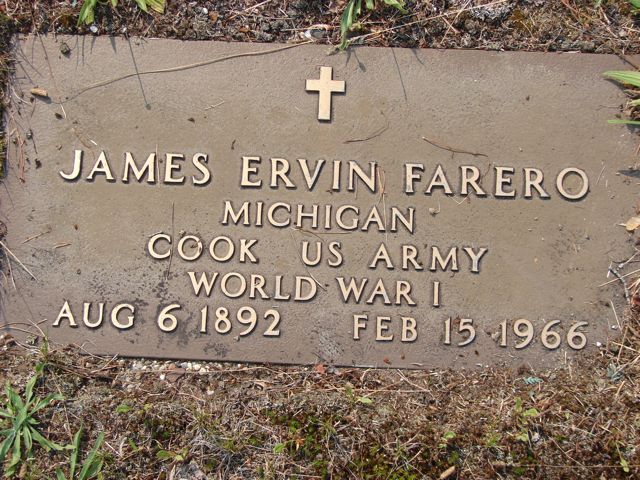 JAMES ERVIN FARERO
MICHIGAN
COOK US ARMY
WORLD WAR I
AUG 6 1892 FEB 15 1966